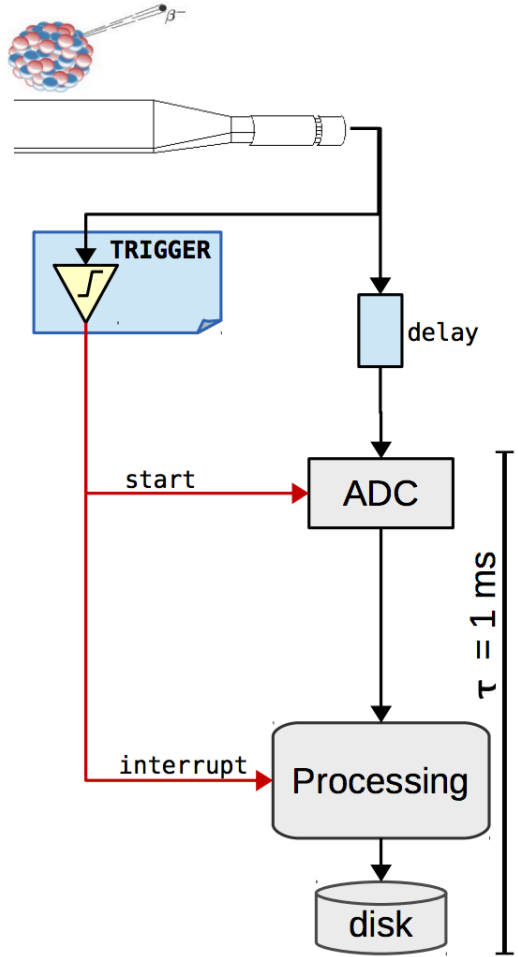 β⁻
TRIGGER
delay
start
ADC
τ = 1 ms
interrupt
Processing
disk